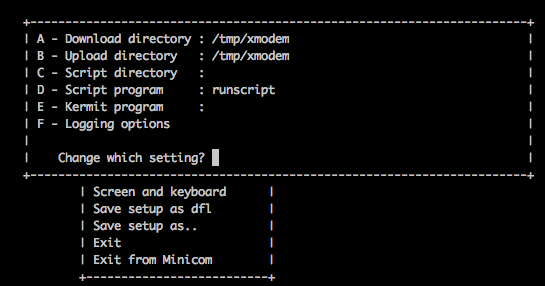 A - Download directory : /tmp/xmodem
B - Upload directory : /tmp/xmodem
C - Script directory :
D - Script program : runscript
E - Kermit program :
F - Logging options
Change which setting?
Screen and keyboard
Save setup as dfl
Save setup as..
Exit
Exit from Minicom